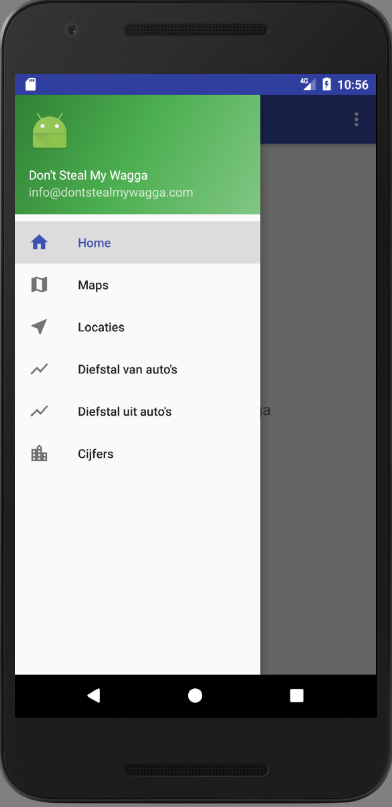 4G 10:56
Don't Steal My Wagga
info@dontstealmywagga.com
Home
Maps
Locaties
Diefstal van auto's
Diefstal uit auto's
Cijfers